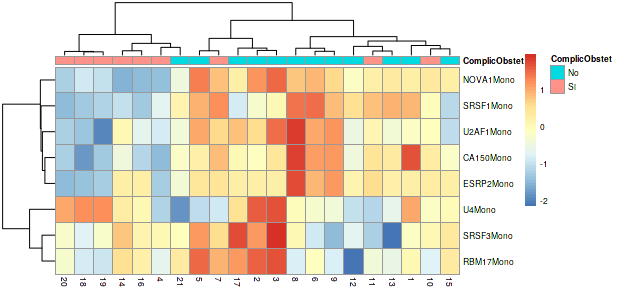 ComplicObstet
ComplicObstet
No
SI
NOVA1Mono
SRSF1Mono
U2AF1Mono
CA150Mono
ESRP2Mono
U4Mono
SRSF3Mono
RBM17Mono
1
0
-1
-2
20 18 19 14 16 4 21 5 7 17 2 3 8 6 9 12 11 13 1 10 15